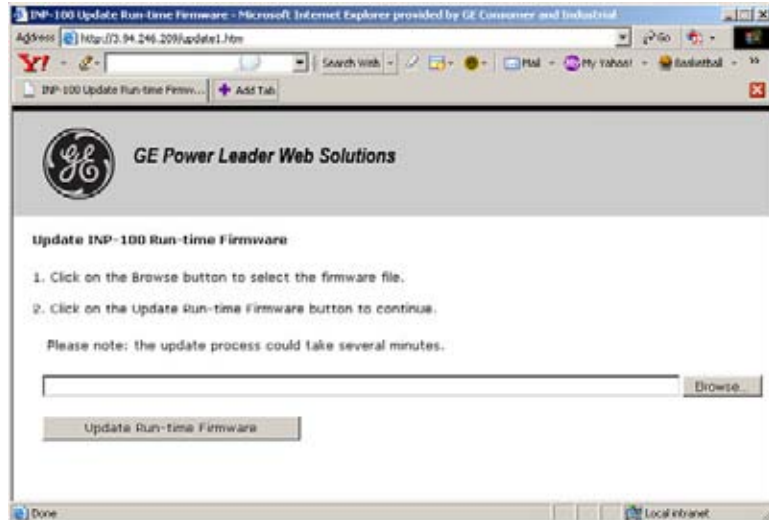 INP-100 Update Run-time Firmware - Microsoft Internet Explorer provided by GE Consumer and Industrial
Address http://3.94.246.209/update1.htm Go
Y! Search Web Mail My Yahoo! Basketball
INP-100 Update Run-time Firmw... Add Tab
GE Power Leader Web Solutions
Update INP-100 Run-time Firmware
1. Click on the Browse button to select the firmware file.
2. Click on the Update Run-time Firmware button to continue.
Please note: the update process could take several minutes.
Browse...
Update Run-time Firmware
Done Local intranet